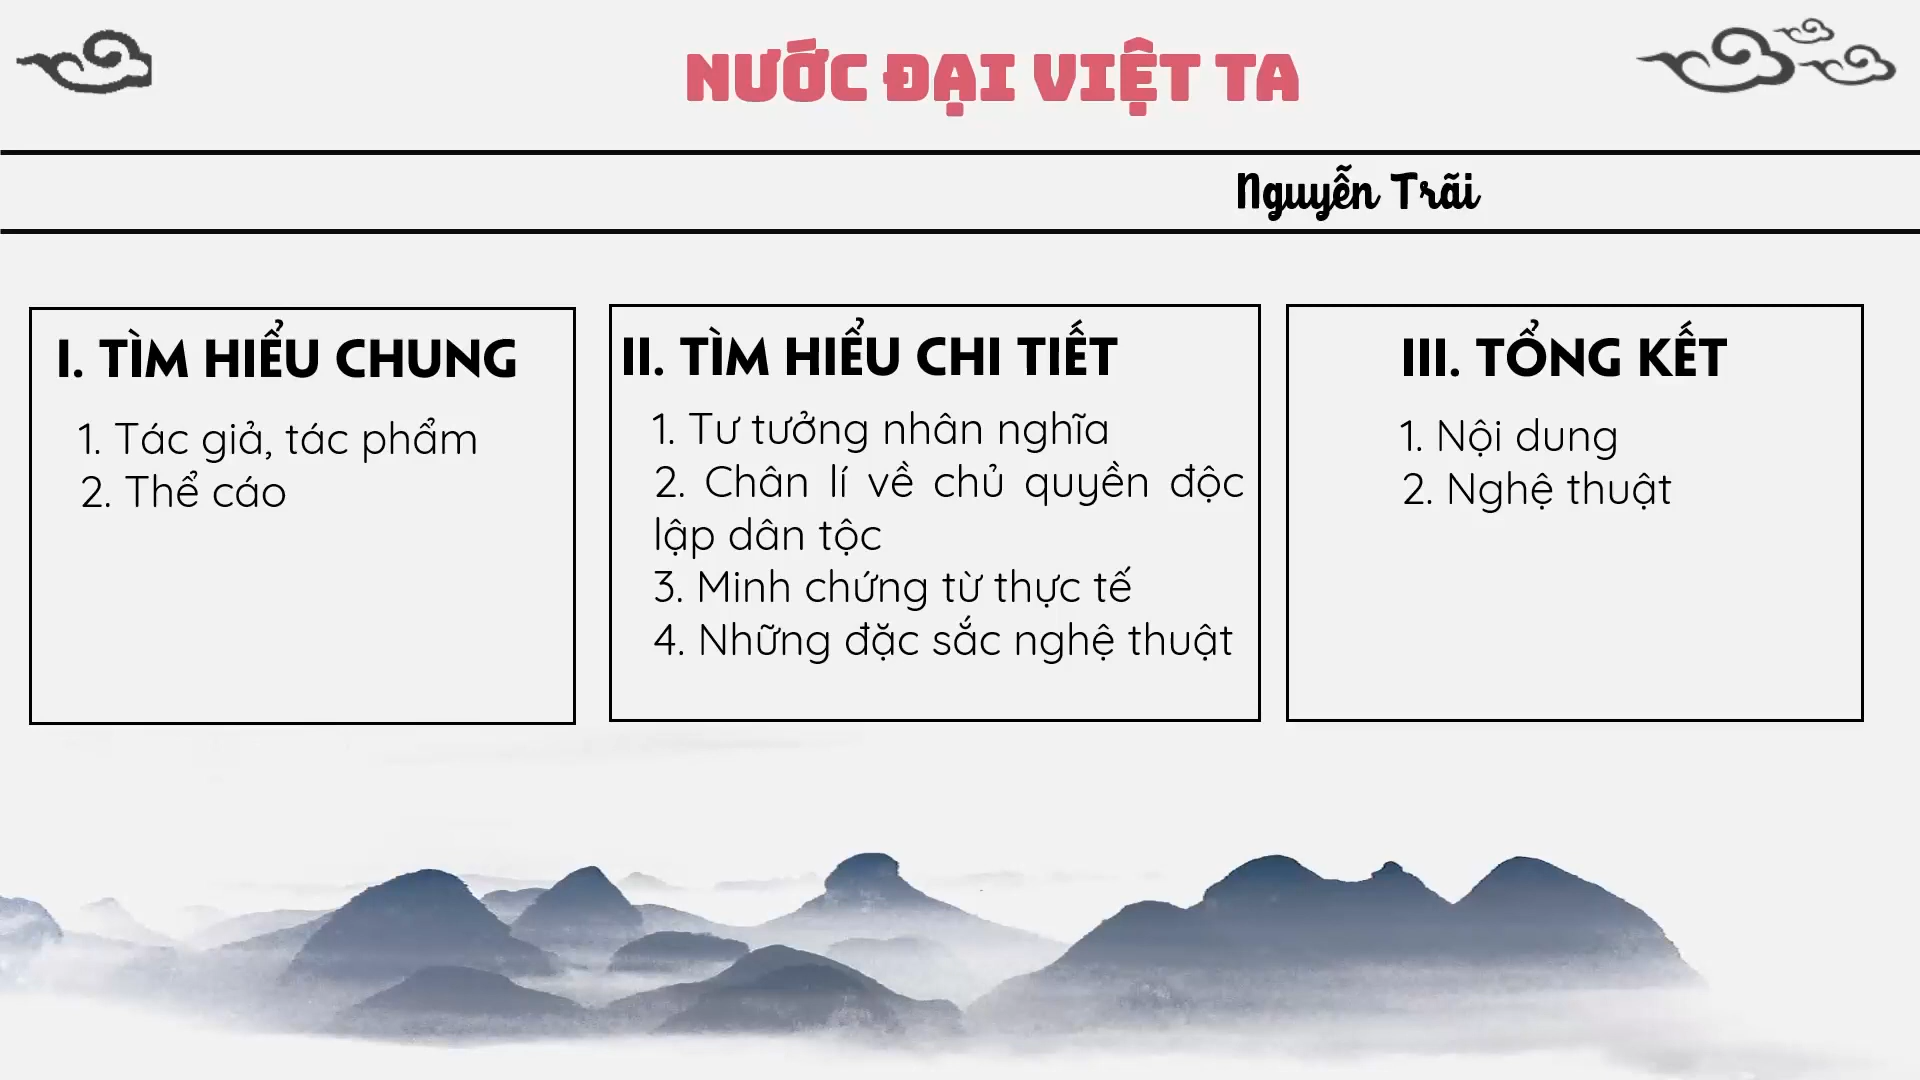 NƯỚC ĐẠI VIỆT TA
Nguyễn Trãi
I. TÌM HIỂU CHUNG
1. Tác giả, tác phẩm
2. Thể cáo
II. TÌM HIỂU CHI TIẾT
1. Tư tưởng nhân nghĩa
2. Chân lí về chủ quyền độc
lập dân tộc
3. Minh chứng từ thực tế
4. Những đặc sắc nghệ thuật
III. TỔNG KẾT
1. Nội dung
2. Nghệ thuật